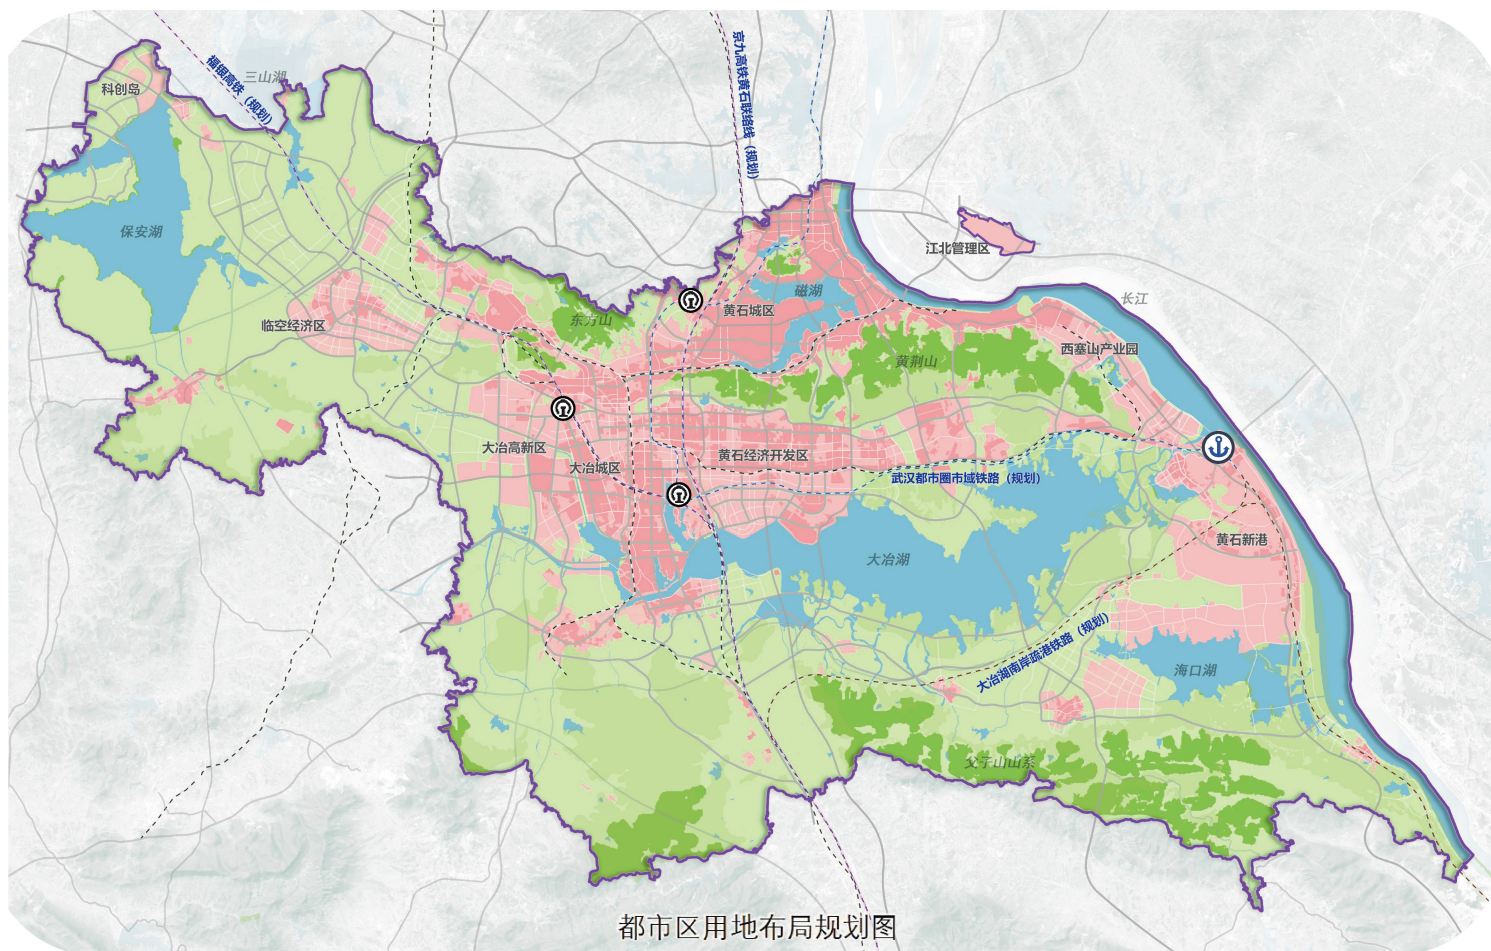 科创岛
福银高铁（规划）
三山湖
京九高铁黄石联络线（规划）
保安湖
江北管理区
长江
磁湖
黄石城区
东方山
临空经济区
黄荆山
西塞山产业园
大冶高新区
大冶城区
黄石经济开发区
武汉都市圈市域铁路（规划）
黄石新港
大冶湖
大冶湖南岸疏港铁路（规划）
海口湖
父子山山系
都市区用地布局规划图